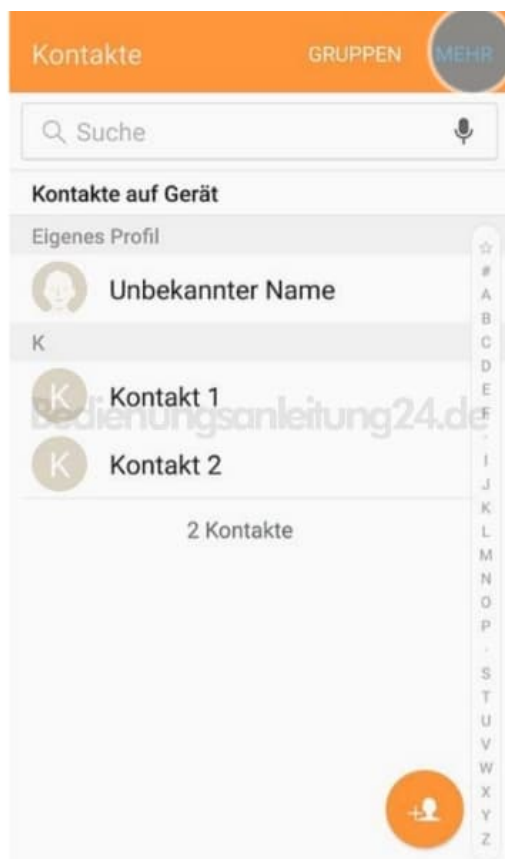 Kontakte GRUPPEN MEHR
Suche
Kontakte auf Gerät
Eigenes Profil
Unbekannter Name
K
K Kontakt 1
Bedienungsanleitung24.de
K Kontakt 2
2 Kontakte
#
A
B
C
D
E
F
.
I
J
K
L
M
N
O
P
.
S
T
U
V
W
X
Y
Z